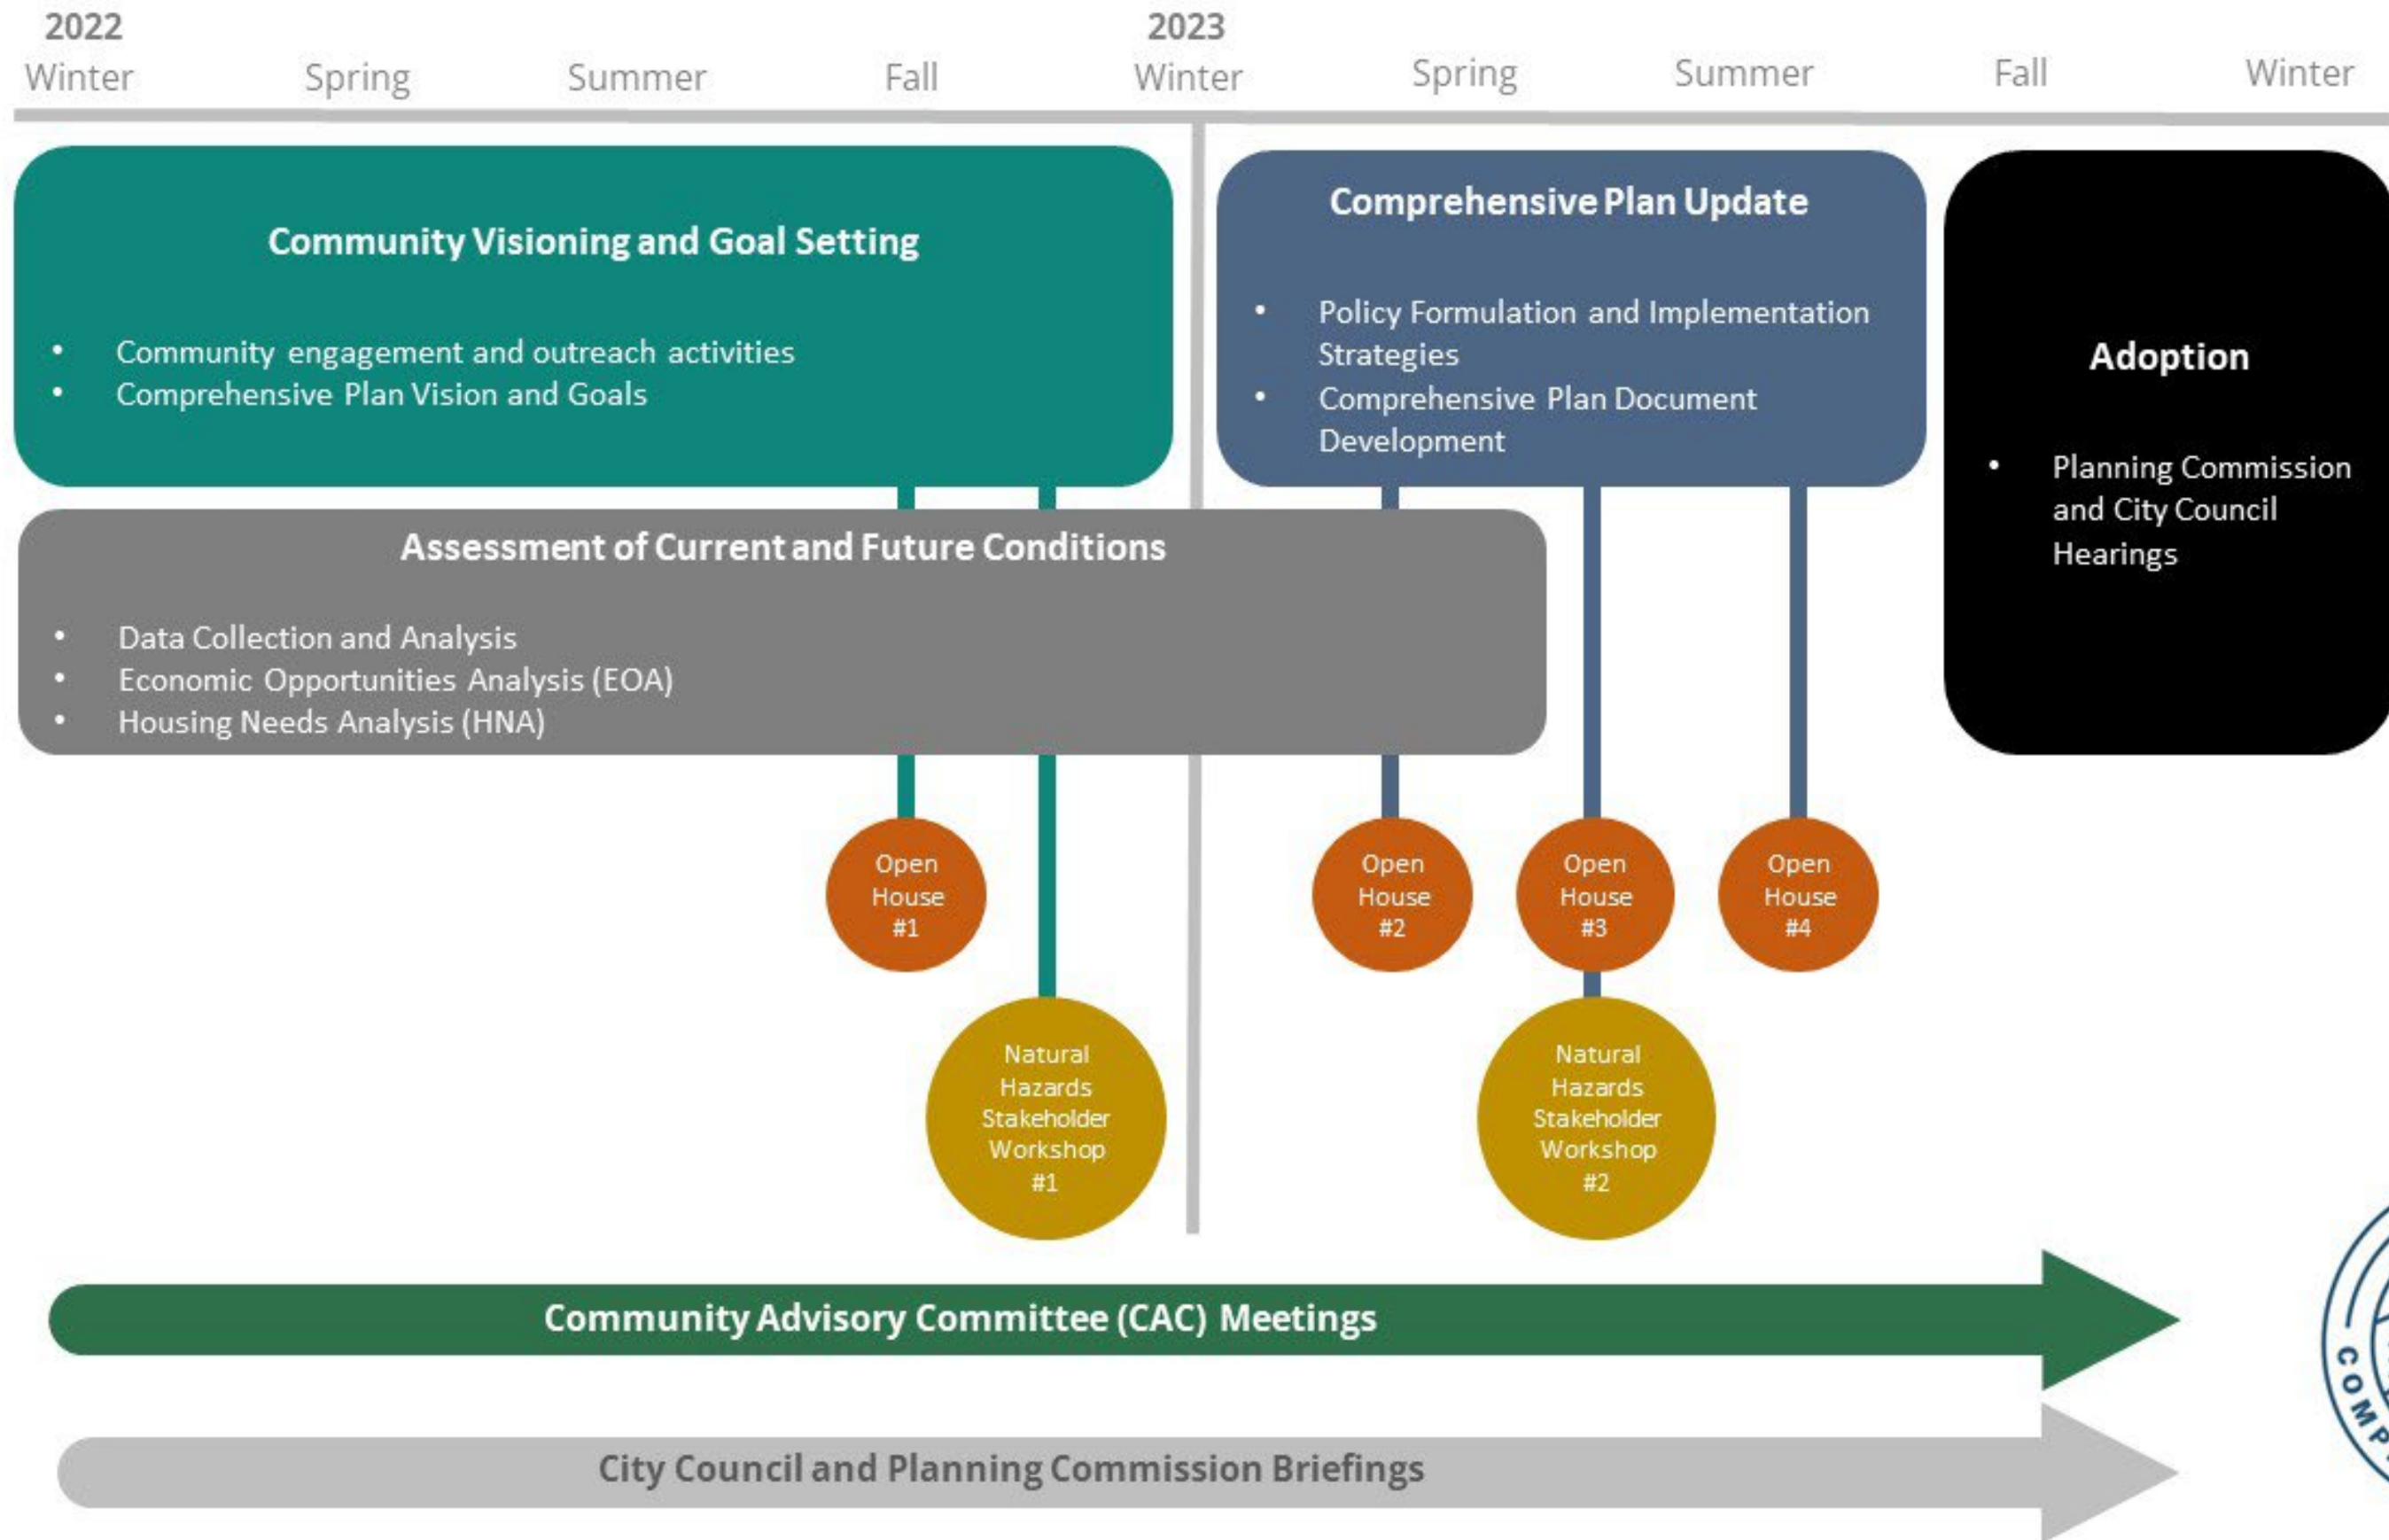 2022
2023
Winter Spring Summer Fall Winter Spring Summer Fall Winter
Community Visioning and Goal Setting
• Community engagement and outreach activities
• Comprehensive Plan Vision and Goals
Comprehensive Plan Update
• Policy Formulation and Implementation
Strategies
• Comprehensive Plan Document
Development
Adoption
• Planning Commission
and City Council
Hearings
Assessment of Current and Future Conditions
• Data Collection and Analysis
• Economic Opportunities Analysis (EOA)
• Housing Needs Analysis (HNA)
Open
House
#1
Open
House
#2
Open
House
#3
Open
House
#4
Natural
Hazards
Stakeholder
Workshop
#1
Natural
Hazards
Stakeholder
Workshop
#2
Community Advisory Committee (CAC) Meetings
City Council and Planning Commission Briefings